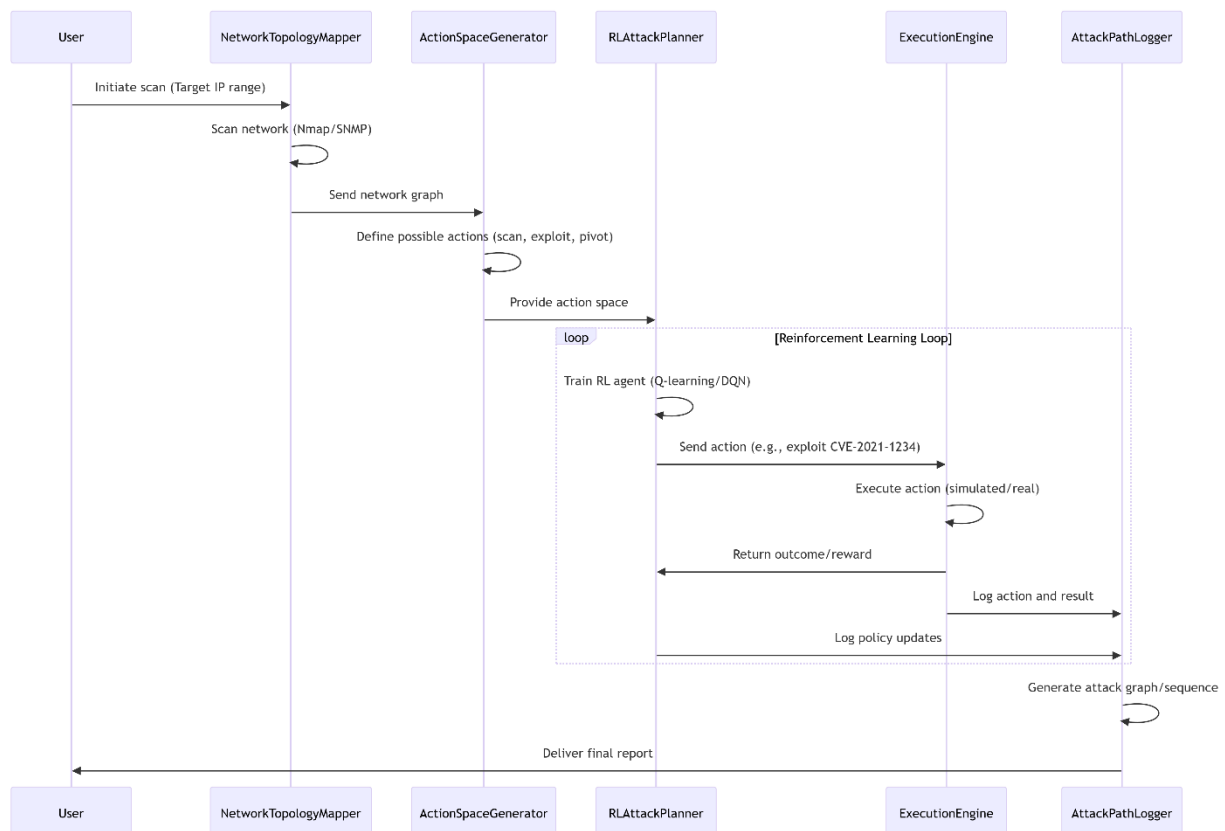 User
NetworkTopologyMapper
ActionSpaceGenerator
RLAttackPlanner
ExecutionEngine
AttackPathLogger
Initiate scan (Target IP range)
Scan network (Nmap/SNMP)
Send network graph
Define possible actions (scan, exploit, pivot)
Provide action space
loop
[Reinforcement Learning Loop]
Train RL agent (Q-learning/DQN)
Send action (e.g., exploit CVE-2021-1234)
Execute action (simulated/real)
Return outcome/reward
Log action and result
Log policy updates
Generate attack graph/sequence
Deliver final report
User
NetworkTopologyMapper
ActionSpaceGenerator
RLAttackPlanner
ExecutionEngine
AttackPathLogger